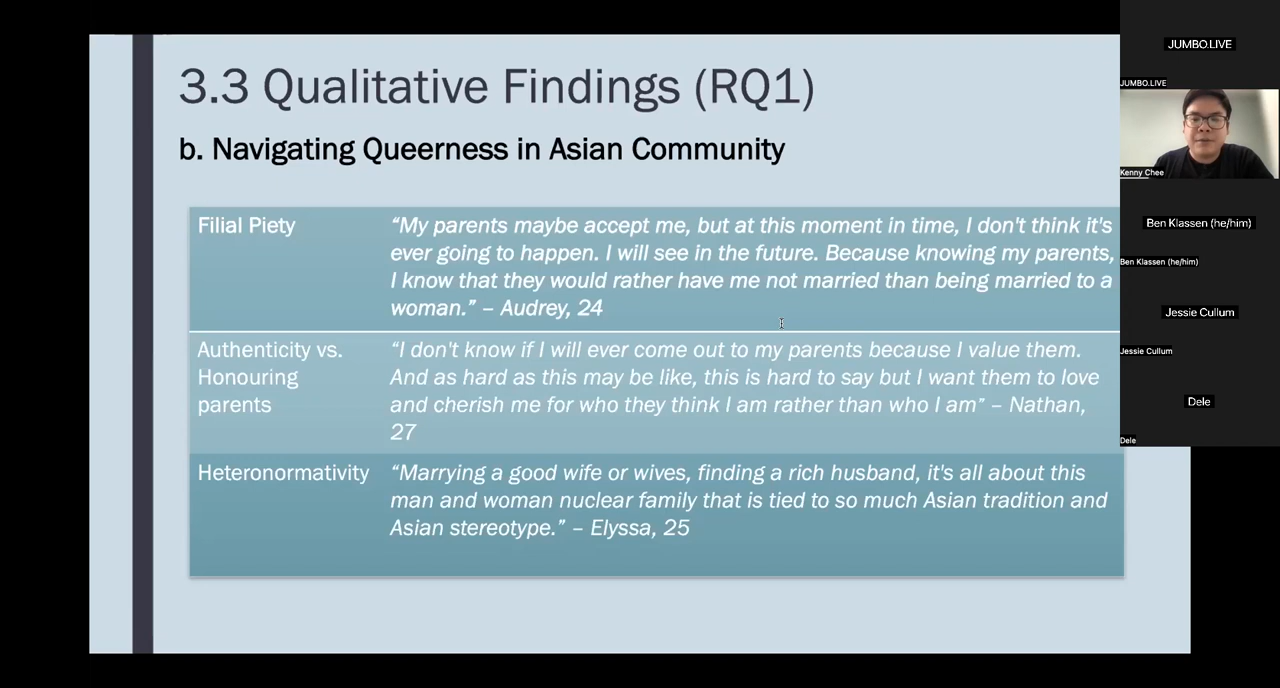 3.3 Qualitative Findings (RQ1)
b. Navigating Queerness in Asian Community
Filial Piety
“My parents maybe accept me, but at this moment in time, I don't think it's
ever going to happen. I will see in the future. Because knowing my parents,
I know that they would rather have me not married than being married to a
woman.” – Audrey, 24
Authenticity vs.
Honouring
parents
“I don't know if I will ever come out to my parents because I value them.
And as hard as this may be like, this is hard to say but I want them to love
and cherish me for who they think I am rather than who I am” – Nathan,
27
Heteronormativity
“Marrying a good wife or wives, finding a rich husband, it's all about this
man and woman nuclear family that is tied to so much Asian tradition and
Asian stereotype.” – Elyssa, 25
JUMBO.LIVE
JUMBO.LIVE
Kenny Chee
Ben Klassen (he/him)
Ben Klassen (he/him)
Jessie Cullum
Jessie Cullum
Dele
Dele